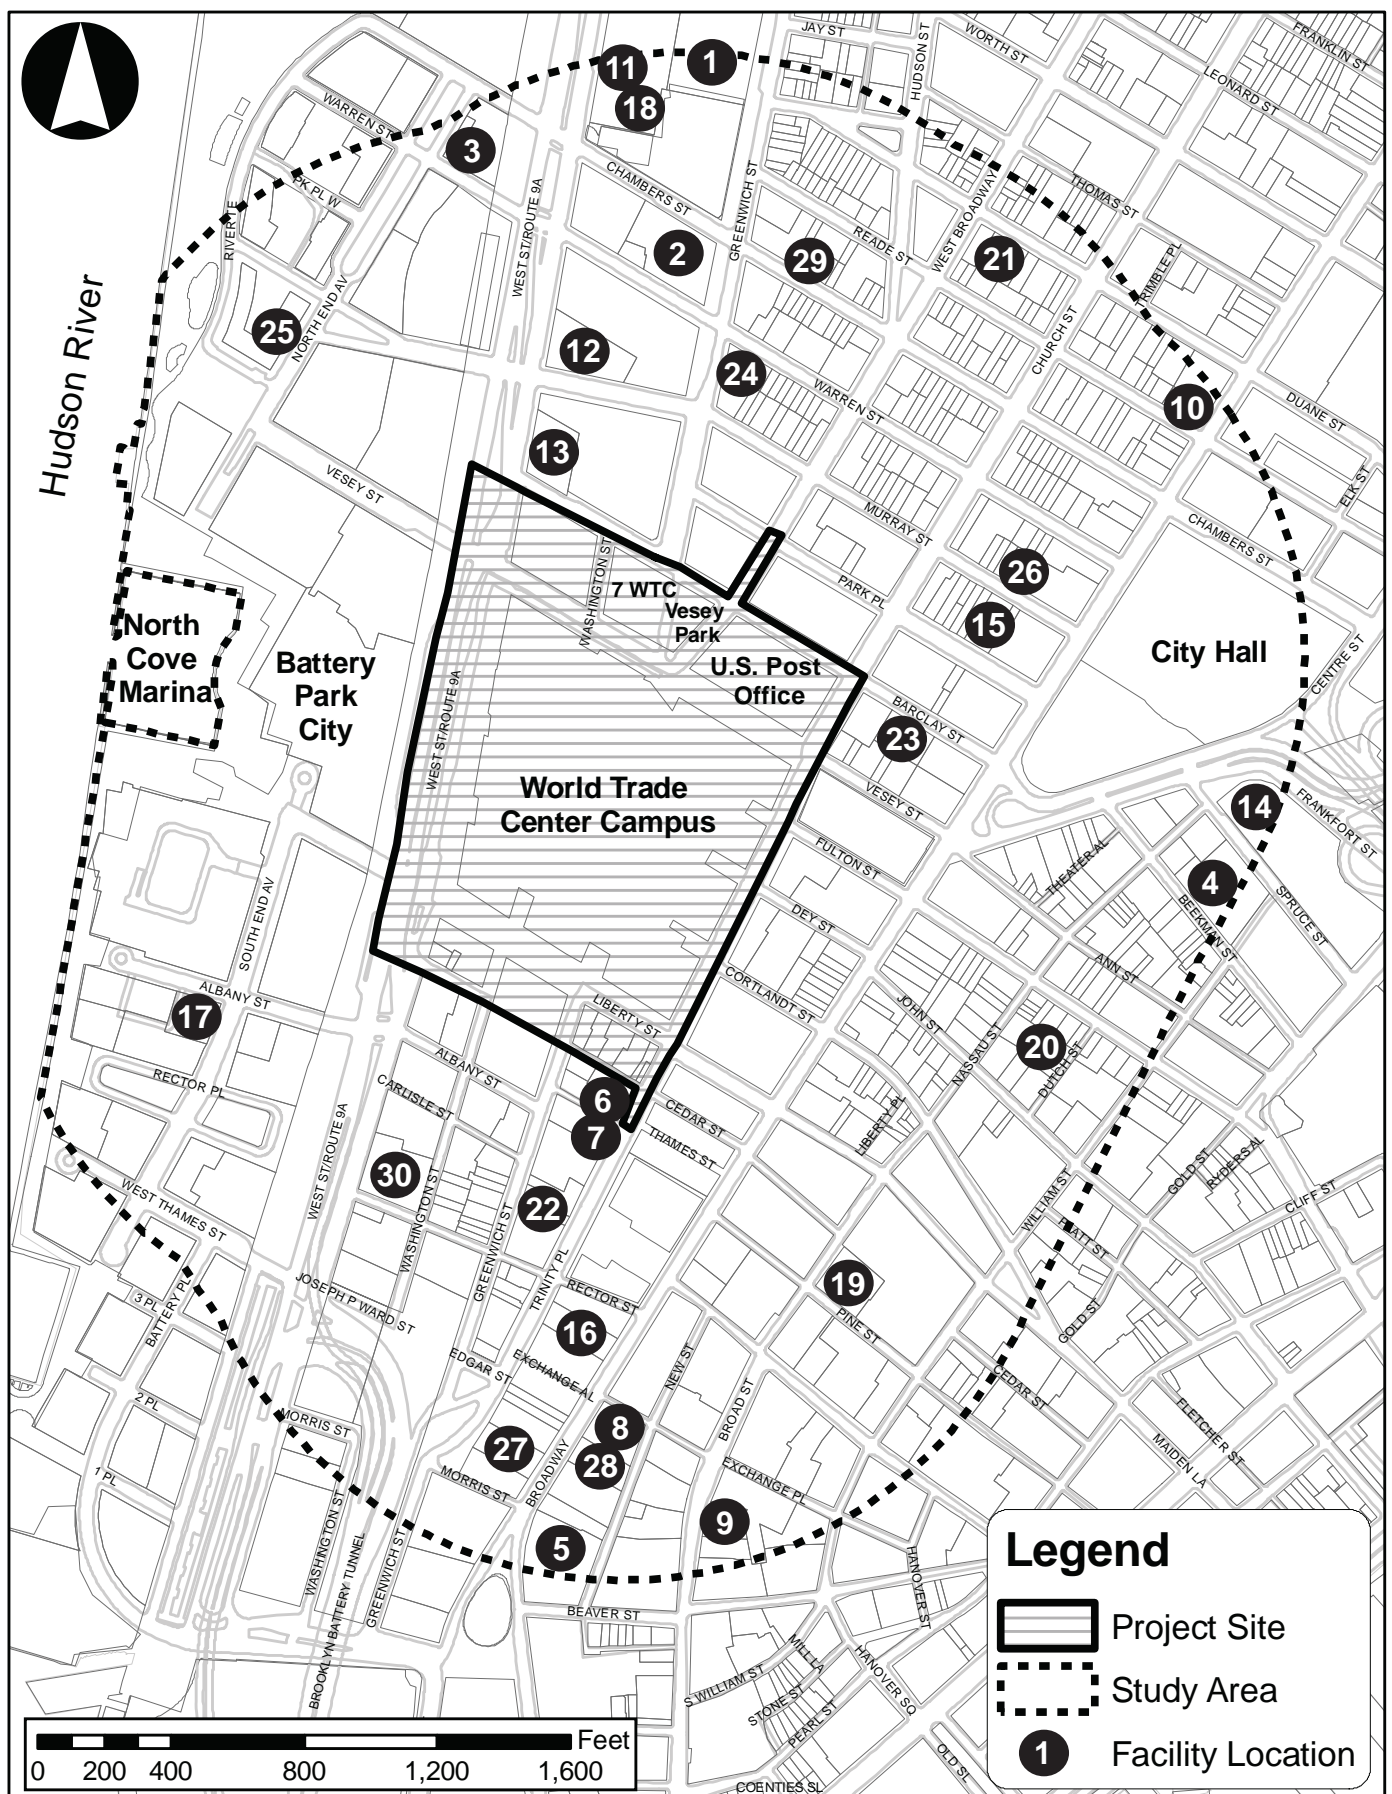 JAY ST
HUDSON ST
WORTH ST
FRANKLIN ST
LEONARD ST
11
1
18
WARREN ST
3
PK PL W
CHAMBERS ST
THOMAS ST
GREENWICH ST
WEST BROADWAY
READE ST
RIVER TE
WEST ST/ROUTE 9A
2
29
21
TRIMBLE PL
Hudson River
25
NORTH END AV
12
24
CHURCH ST
WARREN ST
10
DUANE ST
13
VESEY ST
ELK ST
MURRAY ST
CHAMBERS ST
WASHINGTON ST
7 WTC
Vesey
Park
PARK PL
26
15
North
Cove
Marina
Battery
Park
City
U.S. Post
Office
City Hall
CENTRE ST
WEST ST/ROUTE 9A
BARCLAY ST
23
World Trade
Center Campus
VESEY ST
14
FRANKFORT ST
FULTON ST
THEATER AL
4
SPRUCE ST
BEEKMAN ST
DEY ST
SOUTH END AV
ANN ST
CORTLANDT ST
ALBANY ST
17
LIBERTY ST
JOHN ST
NASSAU ST
20
DUTCH ST
ALBANY ST
RECTOR PL
CARLISLE ST
6
7
CEDAR ST
THAMES ST
LIBERTY PL
WEST ST/ROUTE 9A
GOLD ST
RYDERS AL
CLIFF ST
30
WEST THAMES ST
WASHINGTON ST
22
GREENWICH ST
WILLIAM ST
PLATT ST
TRINITY PL
19
RECTOR ST
JOSEPH P WARD ST
3 PL
BATTERY PL
16
PINE ST
GOLD ST
EDGAR ST
EXCHANGE AL
NEW ST
CEDAR ST
2 PL
BROAD ST
FLETCHER ST
MORRIS ST
8
27
28
MAIDEN LA
1 PL
MORRIS ST
BROADWAY
EXCHANGE PL
9
5
WASHINGTON ST
BROOKLYN BATTERY TUNNEL
GREENWICH ST
HANOVER ST
BEAVER ST
MILL LA
HANOVER SQ
S WILLIAM ST
STONE ST
PEARL ST
OLD SL
COENTIES SL
Legend
Project Site
Study Area
1 Facility Location
Feet
0 200 400 800 1,200 1,600